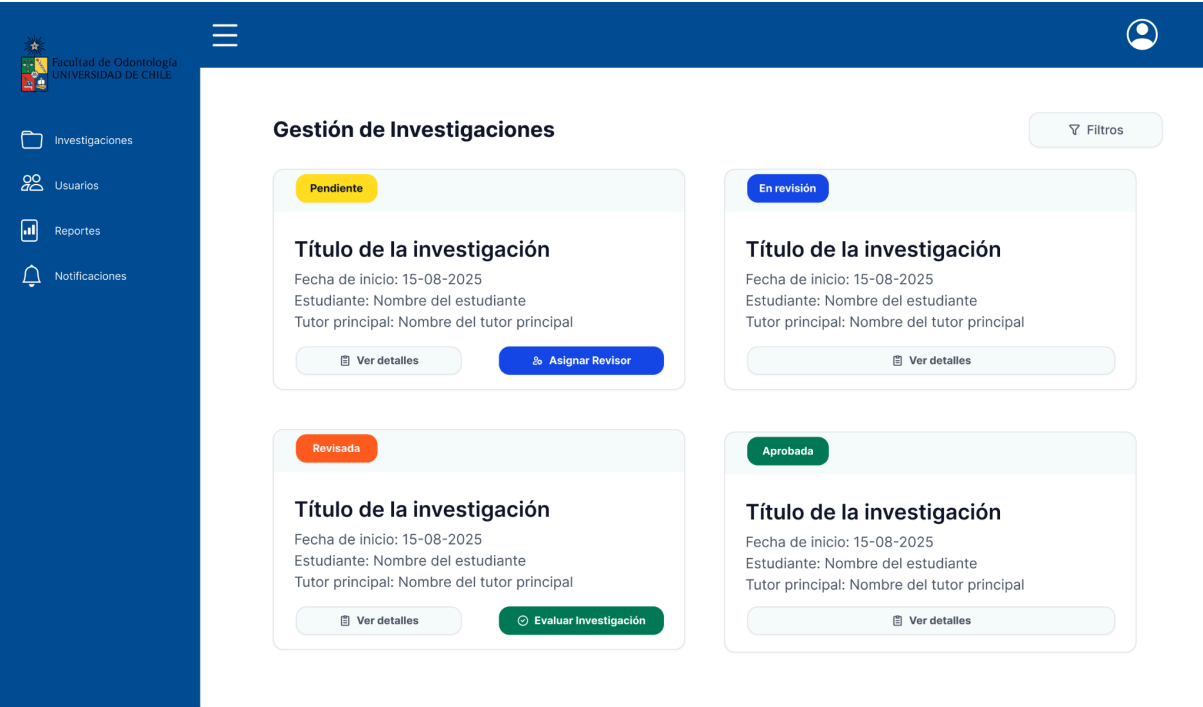 Facultad de Odontología
UNIVERSIDAD DE CHILE
Investigaciones
Usuarios
Reportes
Notificaciones
Gestión de Investigaciones
Filtros
Pendiente
Título de la investigación
Fecha de inicio: 15-08-2025
Estudiante: Nombre del estudiante
Tutor principal: Nombre del tutor principal
Ver detalles
Asignar Revisor
En revisión
Título de la investigación
Fecha de inicio: 15-08-2025
Estudiante: Nombre del estudiante
Tutor principal: Nombre del tutor principal
Ver detalles
Revisada
Título de la investigación
Fecha de inicio: 15-08-2025
Estudiante: Nombre del estudiante
Tutor principal: Nombre del tutor principal
Ver detalles
Evaluar Investigación
Aprobada
Título de la investigación
Fecha de inicio: 15-08-2025
Estudiante: Nombre del estudiante
Tutor principal: Nombre del tutor principal
Ver detalles